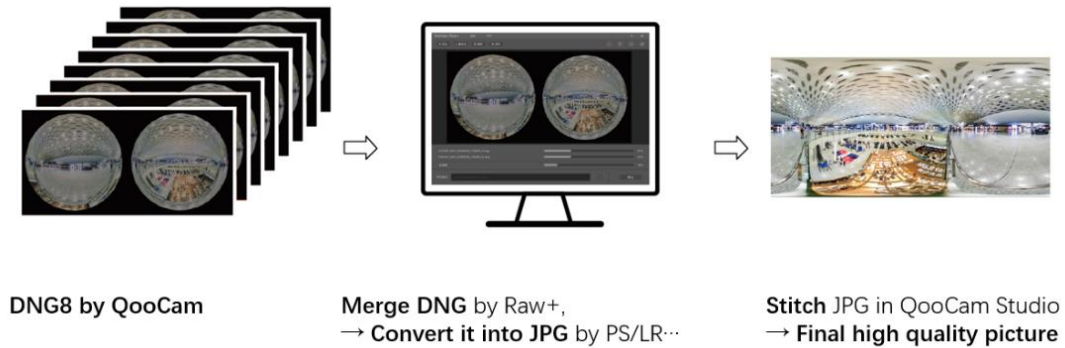 DNG8 by QooCam
Merge DNG by Raw+,
→ Convert it into JPG by PS/LR···
Stitch JPG in QooCam Studio
→ Final high quality picture